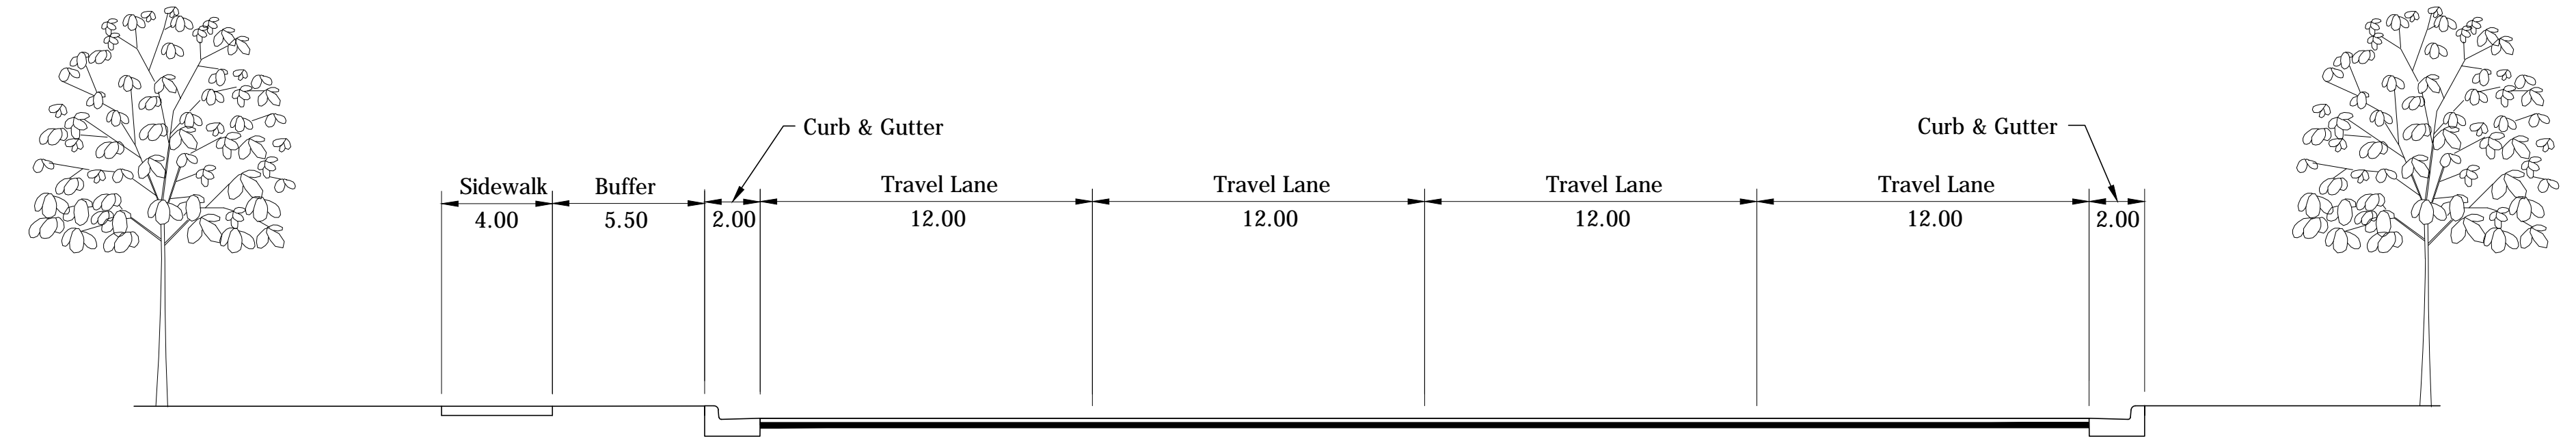 Curb & Gutter
Curb & Gutter
Sidewalk
Buffer
Travel Lane
Travel Lane
Travel Lane
Travel Lane
4.00
5.50
2.00
12.00
12.00
12.00
12.00
2.00